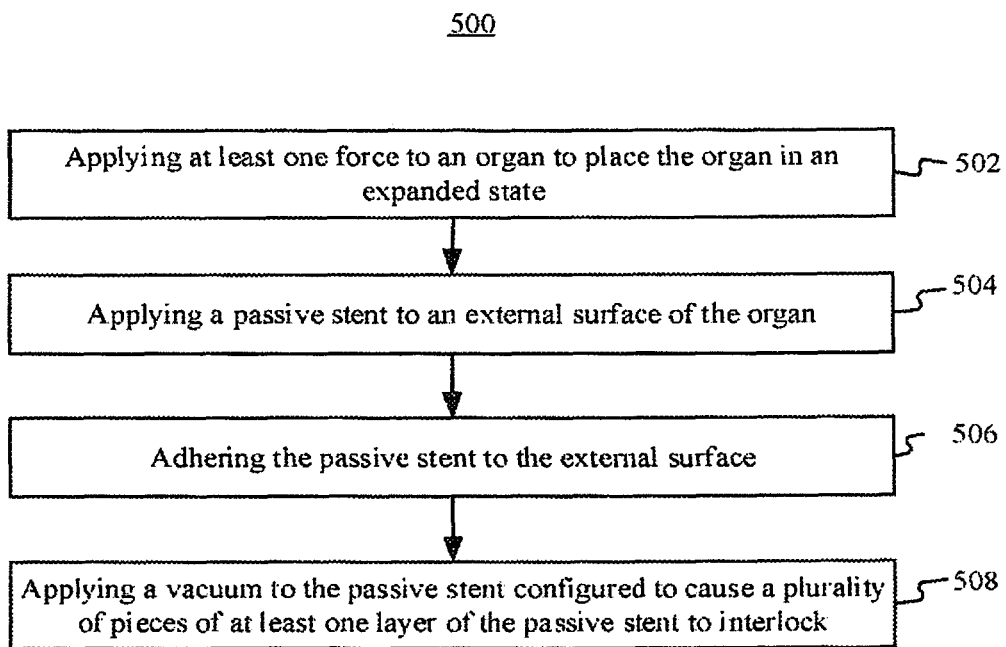 500
Applying at least one force to an organ to place the organ in an
expanded state
502
Applying a passive stent to an external surface of the organ
504
Adhering the passive stent to the external surface
506
Applying a vacuum to the passive stent configured to cause a plurality
of pieces of at least one layer of the passive stent to interlock
508